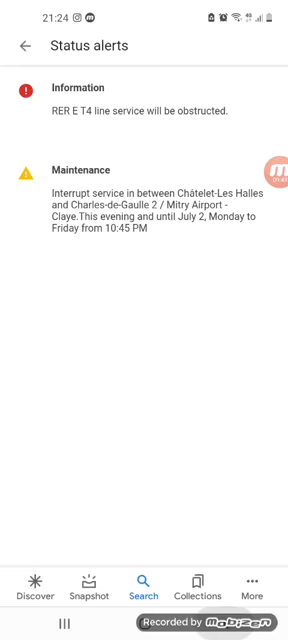 21:24
Status alerts
Information
RER E T4 line service will be obstructed.
Maintenance
Interrupt service in between Châtelet-Les Halles
and Charles-de-Gaulle 2 / Mitry Airport -
Claye.This evening and until July 2, Monday to
Friday from 10:45 PM
Discover
Snapshot
Search
Collections
More
Recorded by mobizen